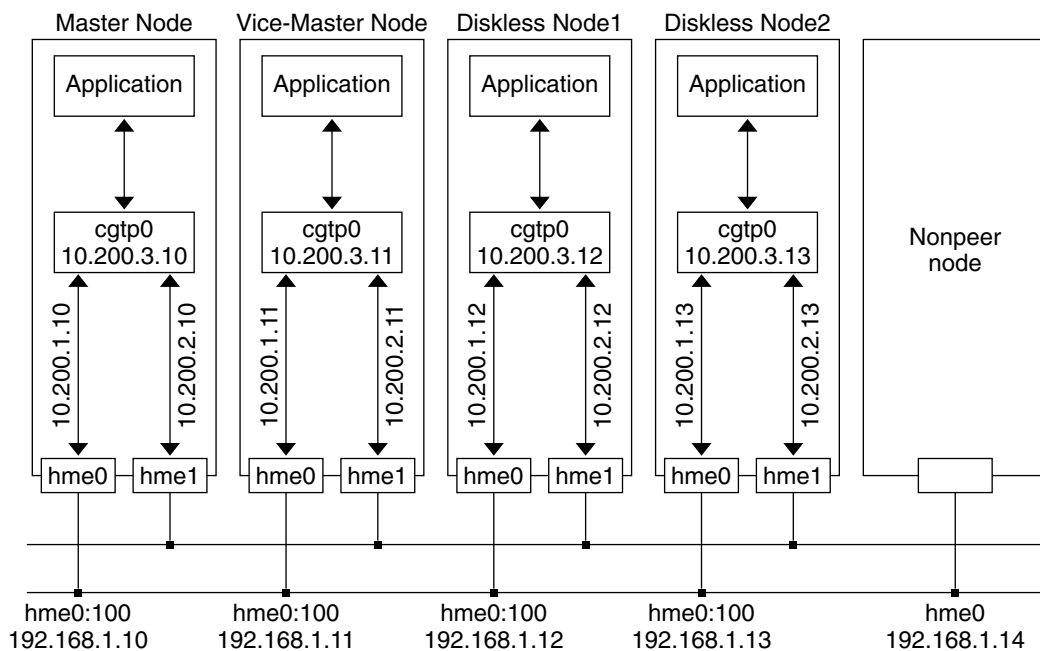 Master Node
Vice-Master Node
Diskless Node1
Diskless Node2
Application
Application
Application
Application
cgtp0
10.200.3.10
cgtp0
10.200.3.11
cgtp0
10.200.3.12
cgtp0
10.200.3.13
Nonpeer
node
10.200.1.10
10.200.2.10
10.200.1.11
10.200.2.11
10.200.1.12
10.200.2.12
10.200.1.13
10.200.2.13
hme0
hme1
hme0
hme1
hme0
hme1
hme0
hme1
hme0:100
192.168.1.10
hme0:100
192.168.1.11
hme0:100
192.168.1.12
hme0:100
192.168.1.13
hme0
192.168.1.14